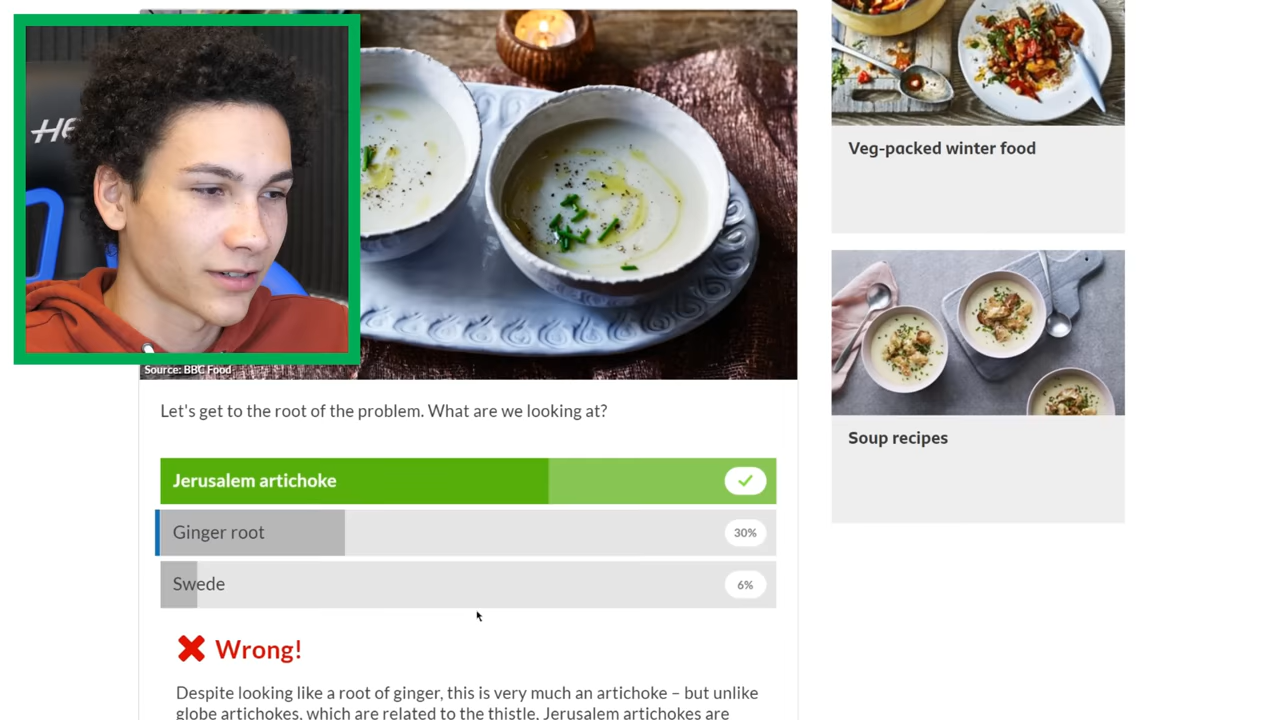 HE
Source: BBC Food
Veg-packed winter food
Soup recipes
Let's get to the root of the problem. What are we looking at?
Jerusalem artichoke
Ginger root
30%
Swede
6%
Wrong!
Despite looking like a root of ginger, this is very much an artichoke – but unlike
globe artichokes, which are related to the thistle, Jerusalem artichokes are